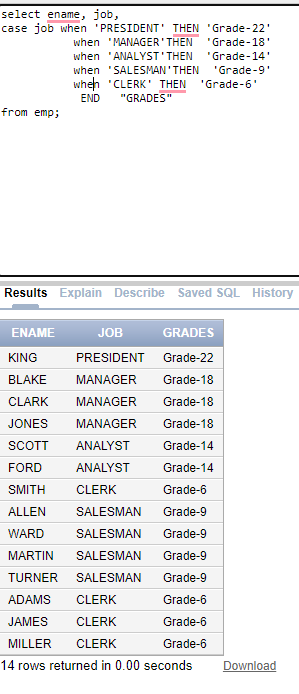 select ename, job,
case job when 'PRESIDENT' THEN 'Grade-22'
when 'MANAGER'THEN 'Grade-18'
when 'ANALYST'THEN 'Grade-14'
when 'SALESMAN'THEN 'Grade-9'
when 'CLERK' THEN 'Grade-6'
END "GRADES"
from emp;
Results Explain Describe Saved SQL History
ENAME JOB GRADES
KING PRESIDENT Grade-22
BLAKE MANAGER Grade-18
CLARK MANAGER Grade-18
JONES MANAGER Grade-18
SCOTT ANALYST Grade-14
FORD ANALYST Grade-14
SMITH CLERK Grade-6
ALLEN SALESMAN Grade-9
WARD SALESMAN Grade-9
MARTIN SALESMAN Grade-9
TURNER SALESMAN Grade-9
ADAMS CLERK Grade-6
JAMES CLERK Grade-6
MILLER CLERK Grade-6
14 rows returned in 0.00 seconds Download